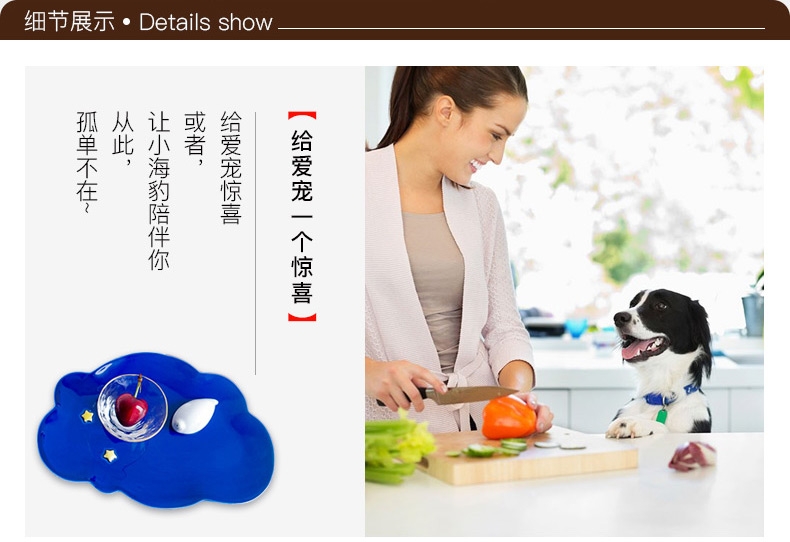 细节展示 • Details show
【给爱宠一个惊喜】
给爱宠惊喜
或者，
让小海豹陪伴你
从此，
孤单不在~